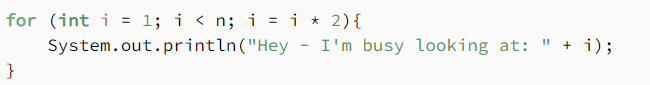 for (int i = 1; i < n; i = i * 2){
    System.out.println("Hey - I'm busy looking at: " + i);
}